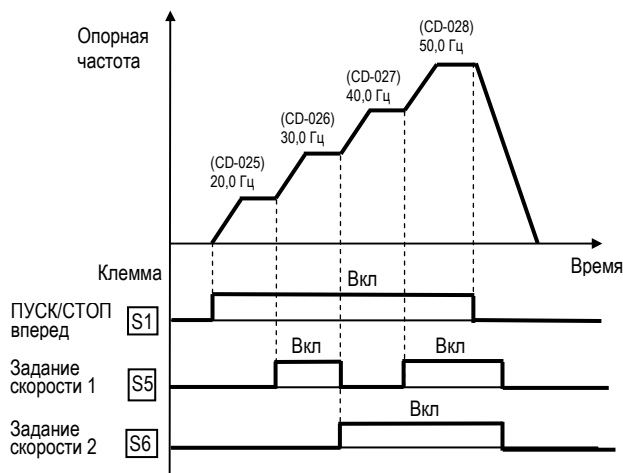 Опорная
частота
(CD-025)
20,0 Гц
(CD-026)
30,0 Гц
(CD-027)
40,0 Гц
(CD-028)
50,0 Гц
Время
Клемма
ПУСК/СТОП
вперед
S1
Вкл
Задание
скорости 1
S5
Вкл
Вкл
Задание
скорости 2
S6
Вкл